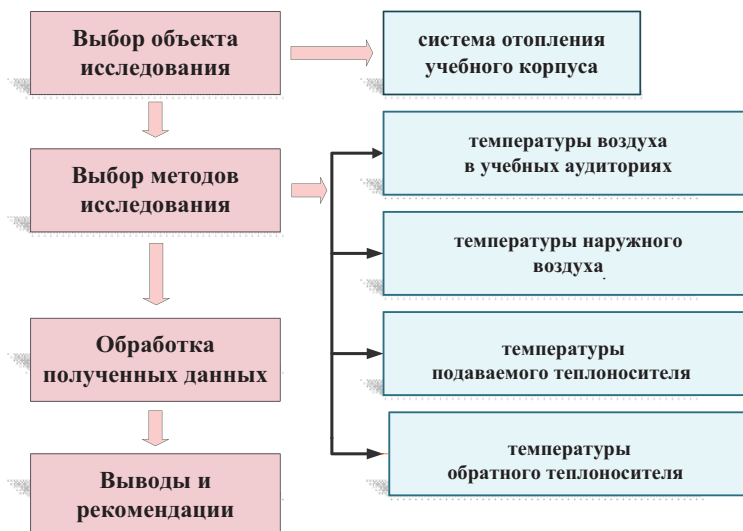 Выбор объекта
исследования
система отопления
учебного корпуса
Выбор методов
исследования
температуры воздуха
в учебных аудиториях
температуры наружного
воздуха
Обработка
полученных данных
температуры
подаваемого теплоносителя
Выводы и
рекомендации
температуры
обратного теплоносителя